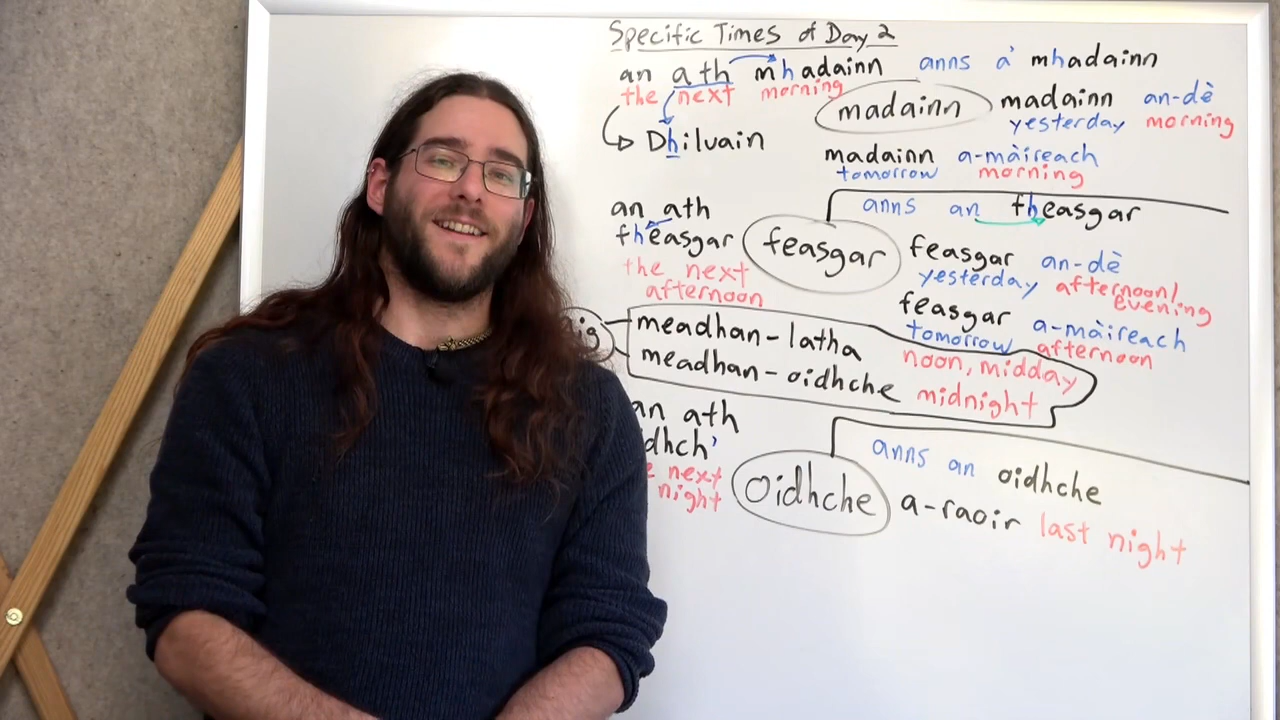 Specific Times of Day 2
an ath mhadainn anns a' mhadainn
the next morning
madainn madainn an-dè
yesterday morning
Dhiluain
madainn a-màireach
tomorrow morning
an ath
fheasgar
the next
afternoon
anns an fheasgar
feasgar
feasgar an-dè
yesterday afternoon/
evening
feasgar a-màireach
tomorrow afternoon
meadhan-latha noon, midday
meadhan-oidhche midnight
an ath
next
night
anns an oidhche
oidhche
a-raoir last night